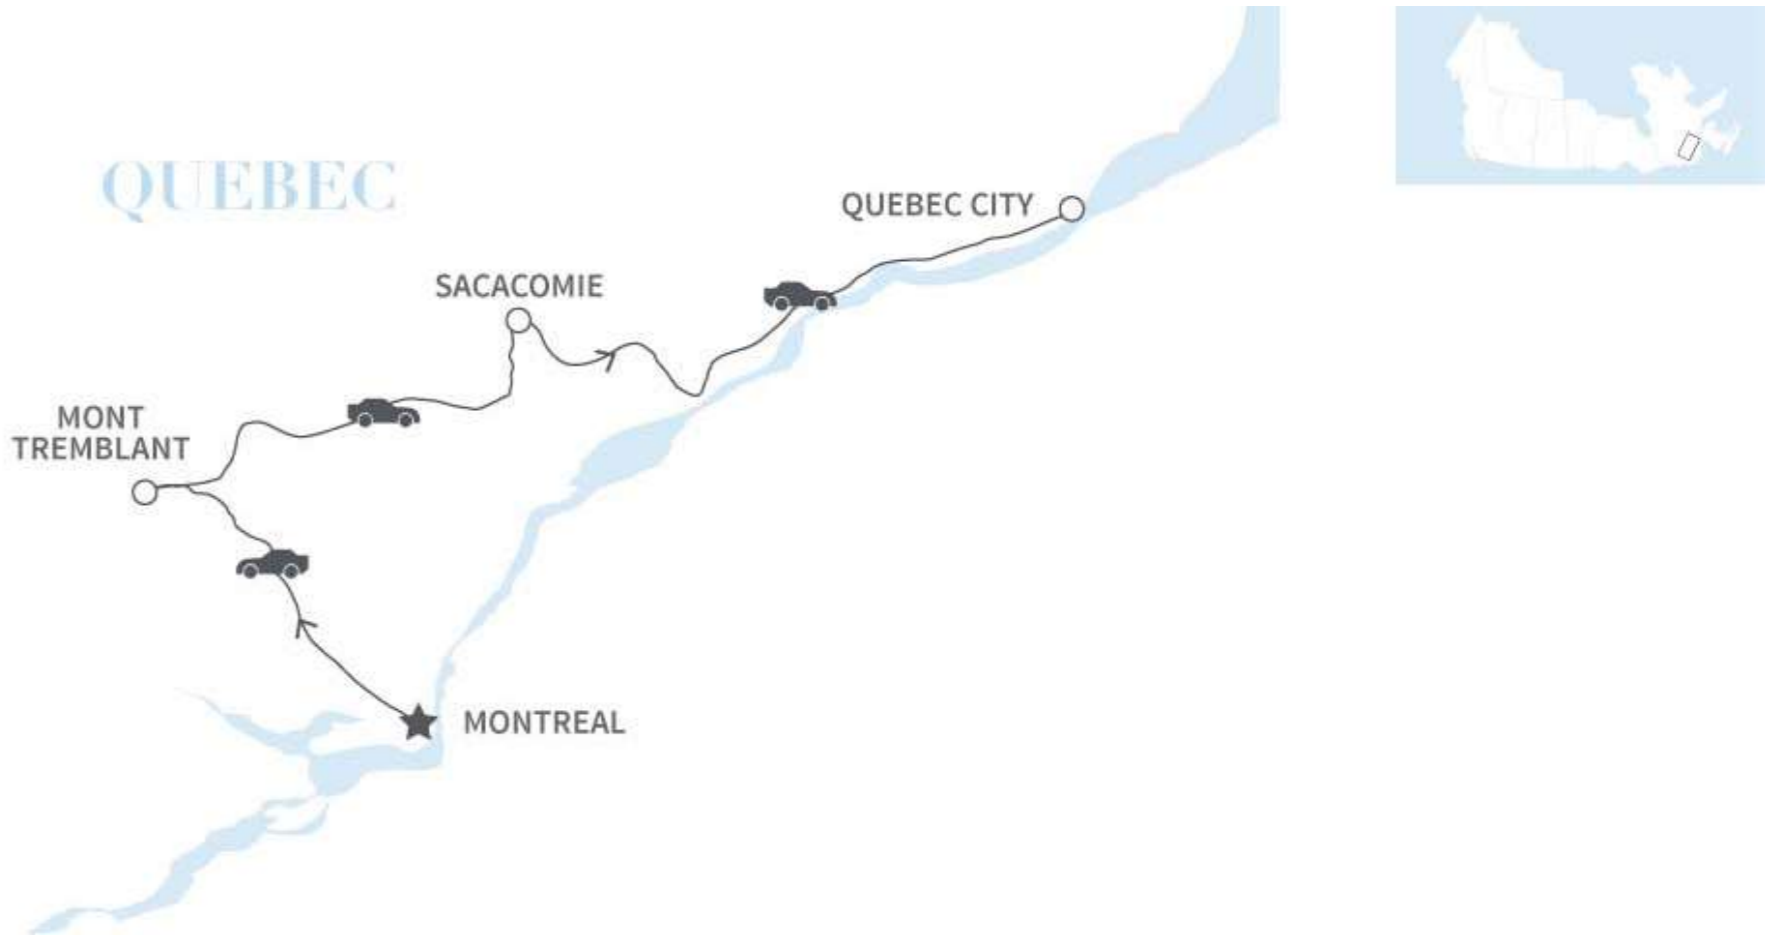 QUEBEC
QUEBEC CITY
SACACOMIE
MONT
TREMBLANT
MONTREAL